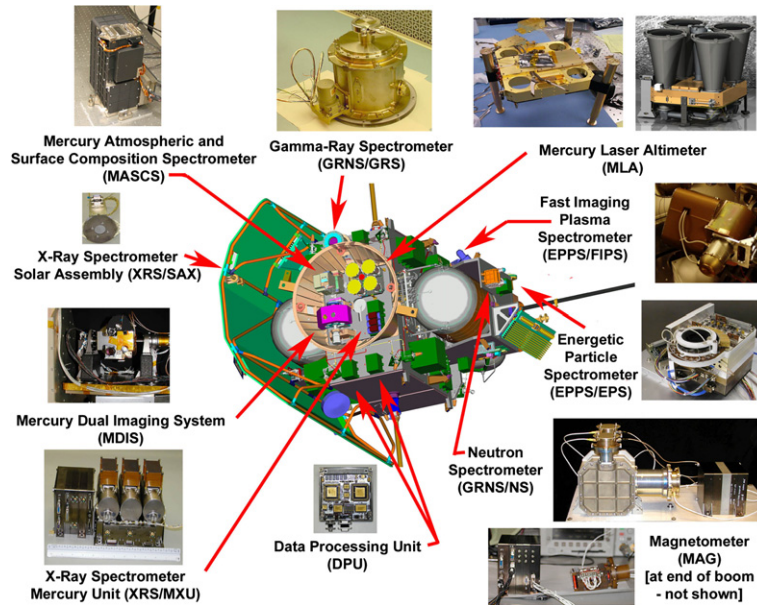 Mercury Atmospheric and
Surface Composition Spectrometer
(MASCS)
Gamma-Ray Spectrometer
(GRNS/GRS)
Mercury Laser Altimeter
(MLA)
X-Ray Spectrometer
Solar Assembly (XRS/SAX)
Fast Imaging
Plasma
Spectrometer
(EPPS/FIPS)
Energetic
Particle
Spectrometer
(EPPS/EPS)
Mercury Dual Imaging System
(MDIS)
Neutron
Spectrometer
(GRNS/NS)
X-Ray Spectrometer
Mercury Unit (XRS/MXU)
Data Processing Unit
(DPU)
Magnetometer
(MAG)
[at end of boom
- not shown]